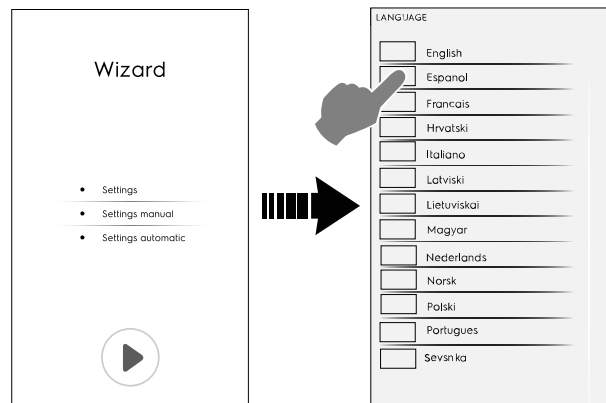 Wizard
Settings
Settings manual
Settings automatic
LANGUAGE
English
Espanol
Francais
Hrvatski
Italiano
Latviski
Lietuviskai
Magyar
Nederlands
Norsk
Polski
Portugues
Sevsnka